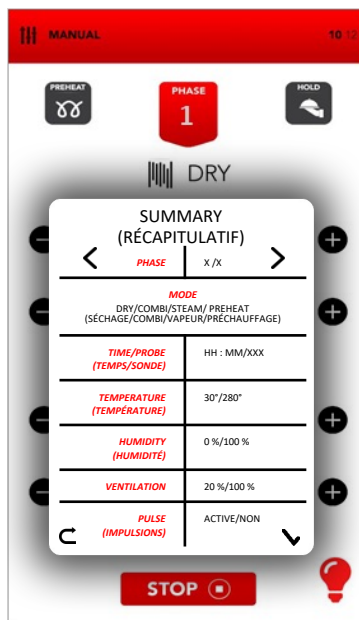 MANUAL
10:12
PREHEAT
PHASE
1
HOLD
DRY
SUMMARY
(RÉCAPITULATIF)
PHASE X /X
MODE
DRY/COMBI/STEAM/ PREHEAT
(SÉCHAGE/COMBI/VAPEUR/PRÉCHAUFFAGE)
TIME/PROBE HH : MM/XXX
(TEMPS/SONDE)
TEMPERATURE 30°/280°
(TEMPÉRATURE)
HUMIDITY 0 %/100 %
(HUMIDITÉ)
VENTILATION 20 %/100 %
PULSE ACTIVE/NON
(IMPULSIONS)
STOP